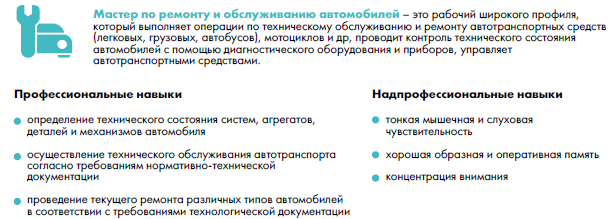 Мастер по ремонту и обслуживанию автомобилей – это рабочий широкого профиля,
который выполняет операции по техническому обслуживанию и ремонту автотранспортных средств
(легковых, грузовых, автобусов), мотоциклов и др, проводит контроль технического состояния
автомобилей с помощью диагностического оборудования и приборов, управляет
автотранспортными средствами.
Профессиональные навыки
определение технического состояния систем, агрегатов,
деталей и механизмов автомобиля
осуществление технического обслуживания автотранспорта
согласно требованиям нормативно-технической
документации
проведение текущего ремонта различных типов автомобилей
в соответствии с требованиями технологической документации
Надпрофессиональные навыки
тонкая мышечная и слуховая
чувствительность
хорошая образная и оперативная память
концентрация внимания